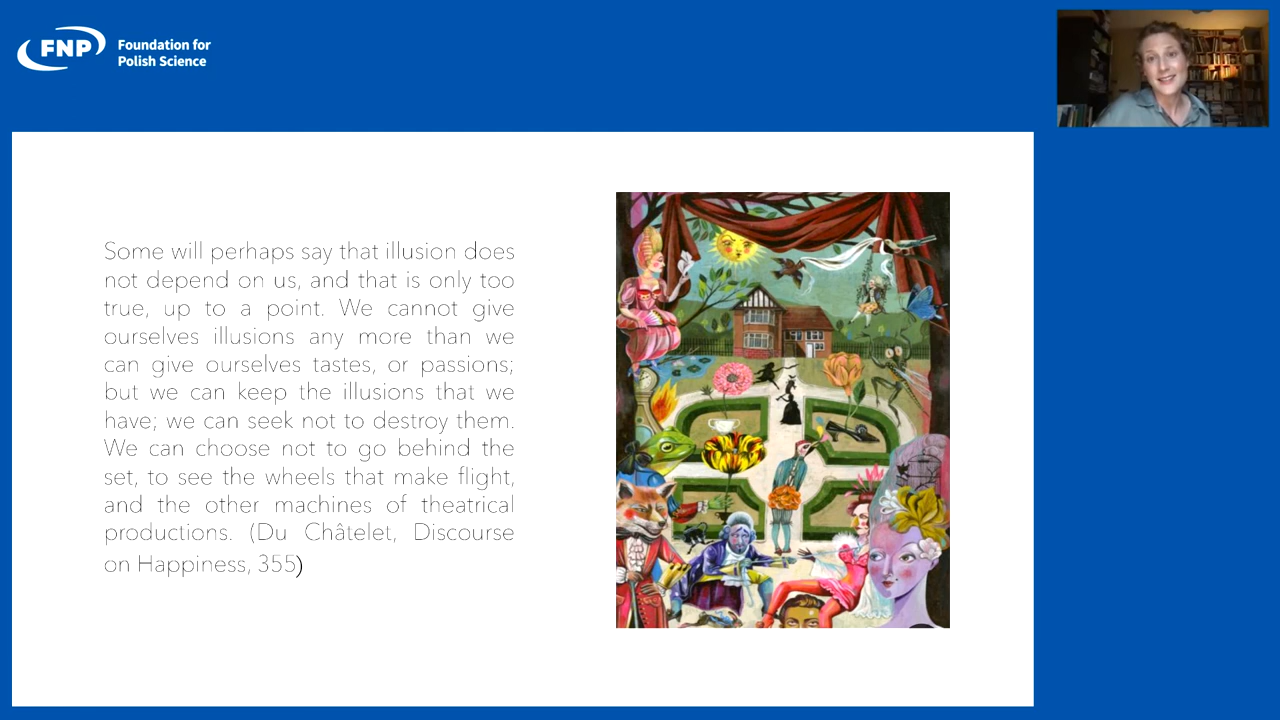 FNP
Foundation for
Polish Science
Some will perhaps say that illusion does
not depend on us, and that is only too
true, up to a point. We cannot give
ourselves illusions any more than we
can give ourselves tastes, or passions;
but we can keep the illusions that we
have; we can seek not to destroy them.
We can choose not to go behind the
set, to see the wheels that make flight,
and the other machines of theatrical
productions. (Du Châtelet, Discourse
on Happiness, 355)